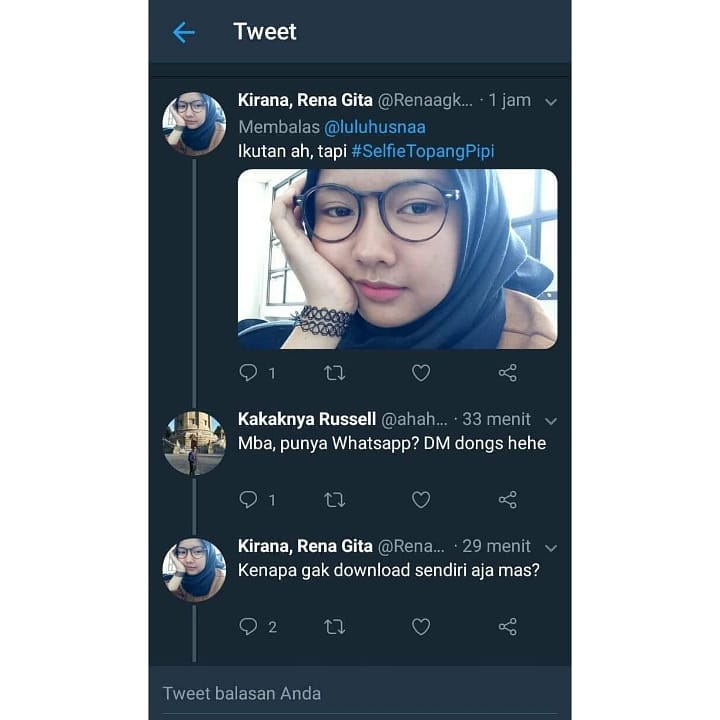 Tweet
Kirana, Rena Gita @Renaagk... · 1 jam
Membalas @luluhusnaa
Ikutan ah, tapi #SelfieTopangPipi
1
Kakaknya Russell @ahah... · 33 menit
Mba, punya Whatsapp? DM dongs hehe
1
Kirana, Rena Gita @Rena... · 29 menit
Kenapa gak download sendiri aja mas?
2
Tweet balasan Anda